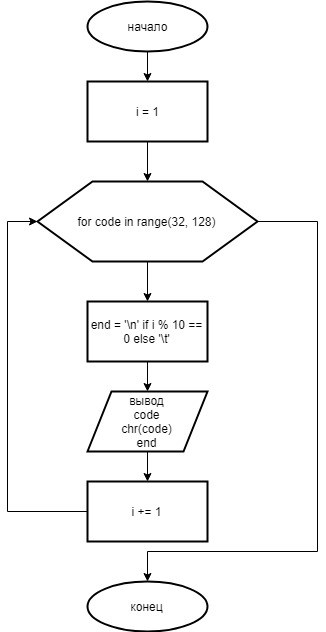 начало
i = 1
for code in range(32, 128)
end = '\n' if i % 10 ==
0 else '\t'
вывод
code
chr(code)
end
i += 1
конец